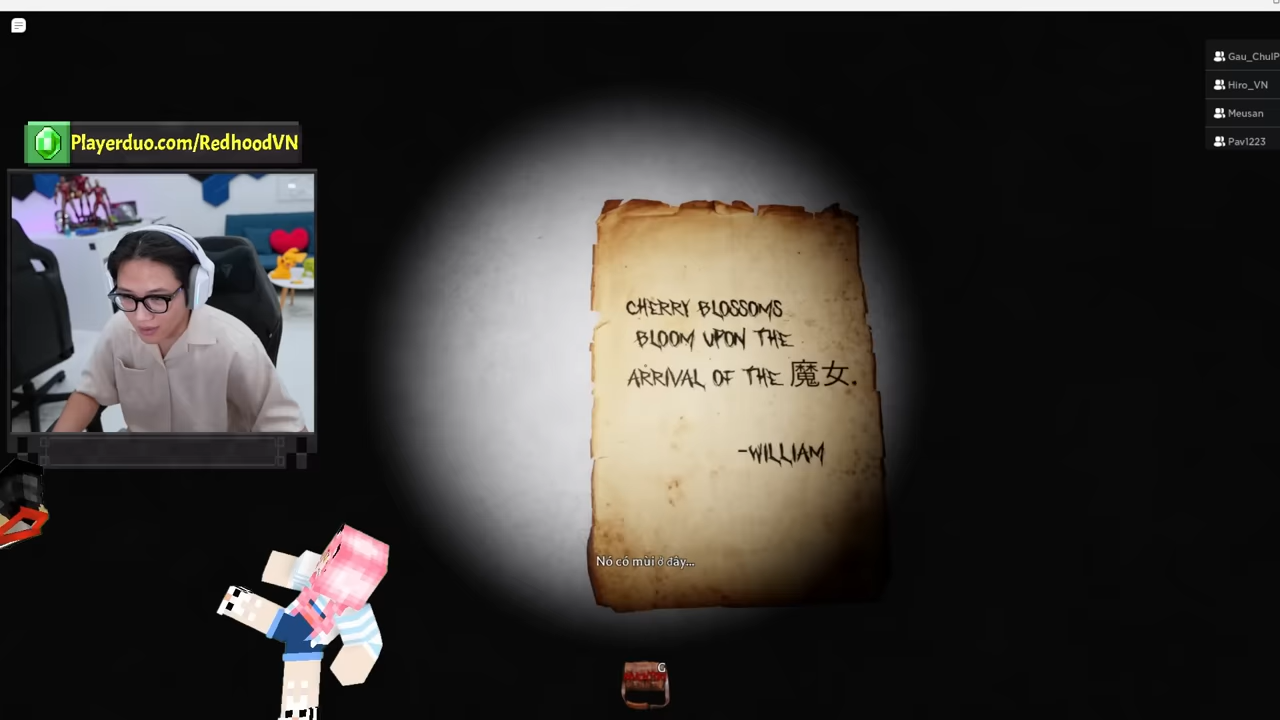 Playerduo.com/RedhoodVN
Gau_ChuIP
Hiro_VN
Meusan
Pav1223
CHERRY BLOSSOMS
BLOOM UPON THE
ARRIVAL OF THE 魔女.
-WILLIAM
Nó có mùi ở đây...
G